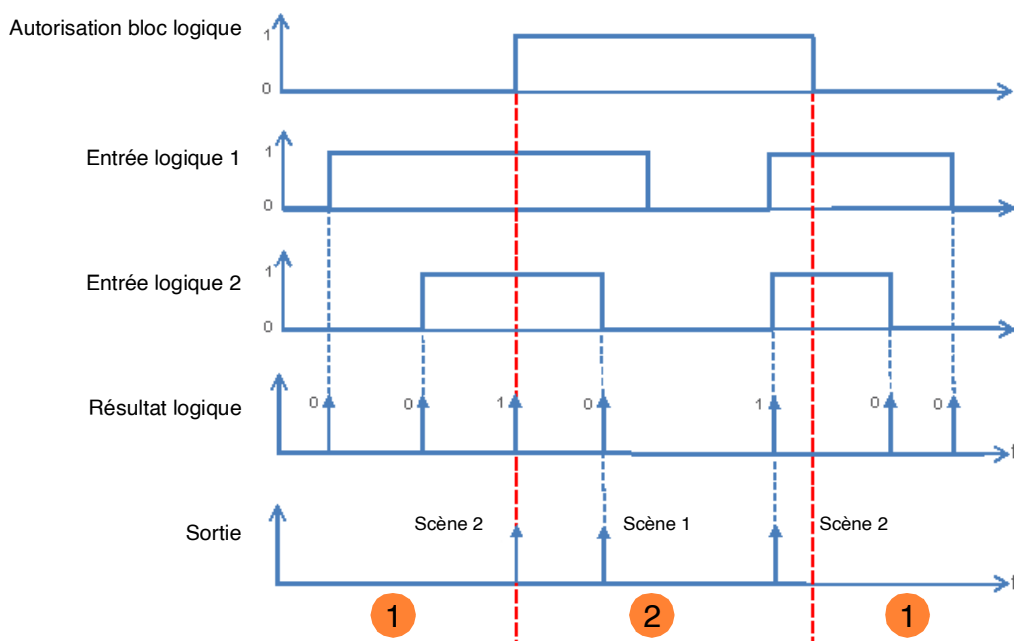 Autorisation bloc logique
1
0
Entrée logique 1
1
0
Entrée logique 2
1
0
Résultat logique
0 0 1 0 1 0 0
t
Sortie
Scène 2 Scène 1 Scène 2
t
1 2 1